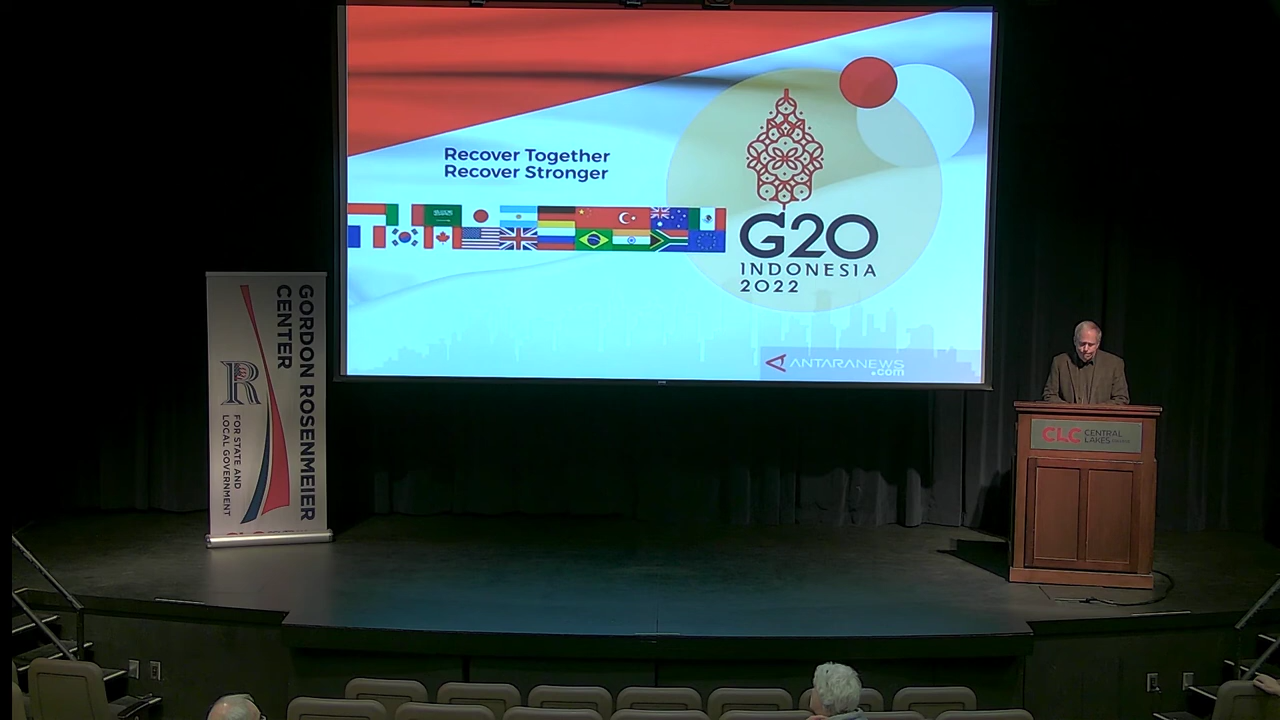 Recover Together
Recover Stronger
G20
INDONESIA
2022
ANTARANEWS
.com
GORDON ROSENMEIER
CENTER
R
FOR STATE AND
LOCAL GOVERNMENT
CLC
CENTRAL
LAKES